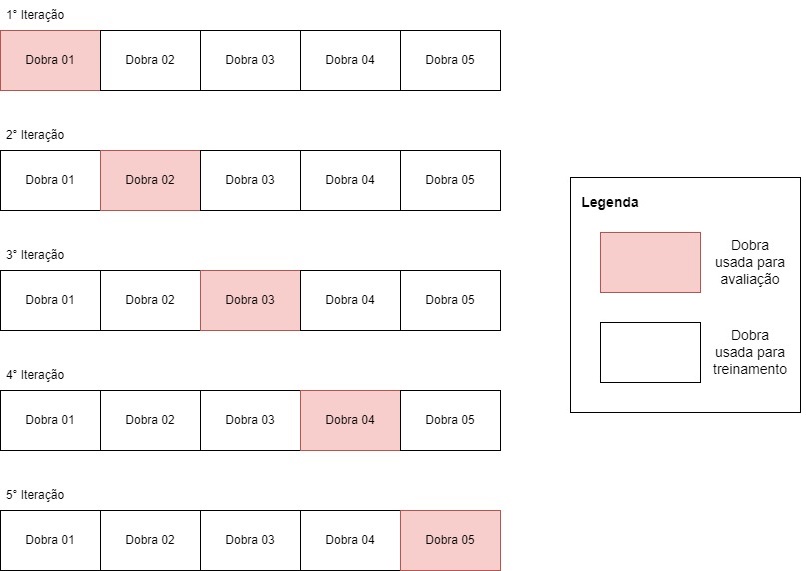 1° Iteração
Dobra 01 Dobra 02 Dobra 03 Dobra 04 Dobra 05
2° Iteração
Dobra 01 Dobra 02 Dobra 03 Dobra 04 Dobra 05
3° Iteração
Dobra 01 Dobra 02 Dobra 03 Dobra 04 Dobra 05
4° Iteração
Dobra 01 Dobra 02 Dobra 03 Dobra 04 Dobra 05
5° Iteração
Dobra 01 Dobra 02 Dobra 03 Dobra 04 Dobra 05
Legenda
Dobra
usada para
avaliação
Dobra
usada para
treinamento